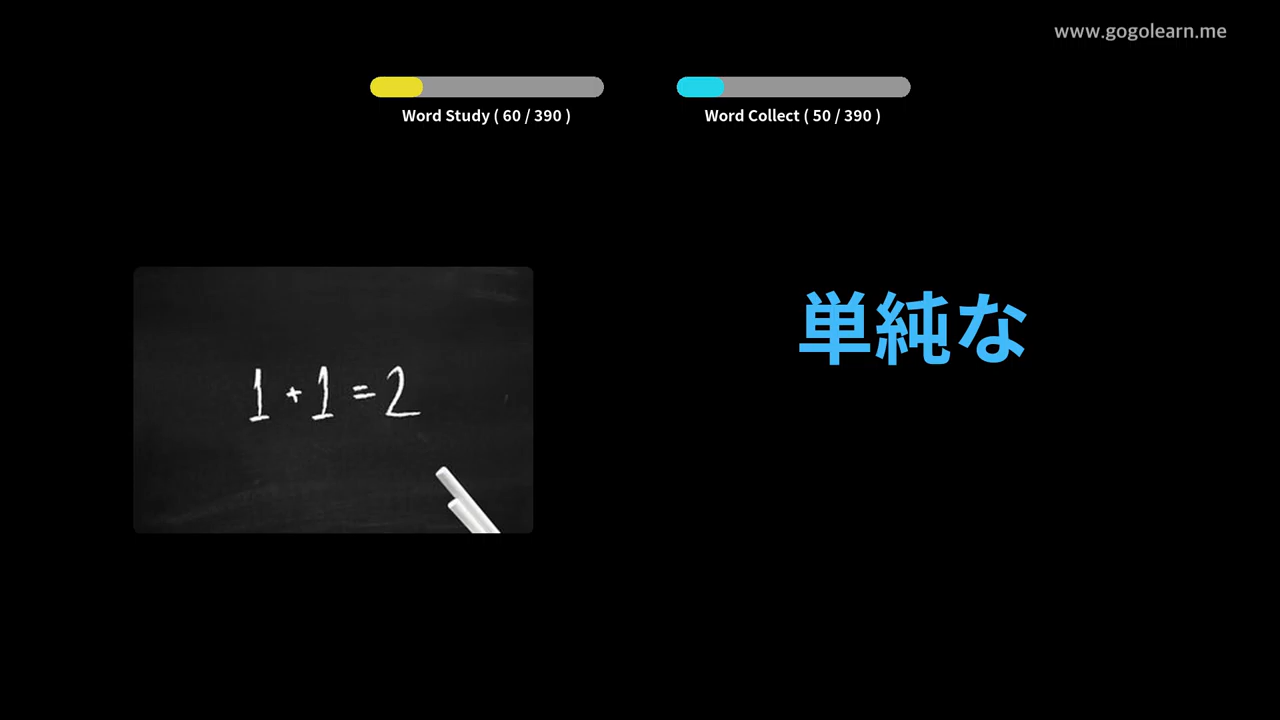 www.gogolearn.me
Word Study ( 60 / 390 )
Word Collect ( 50 / 390 )
1 + 1 = 2
単純な